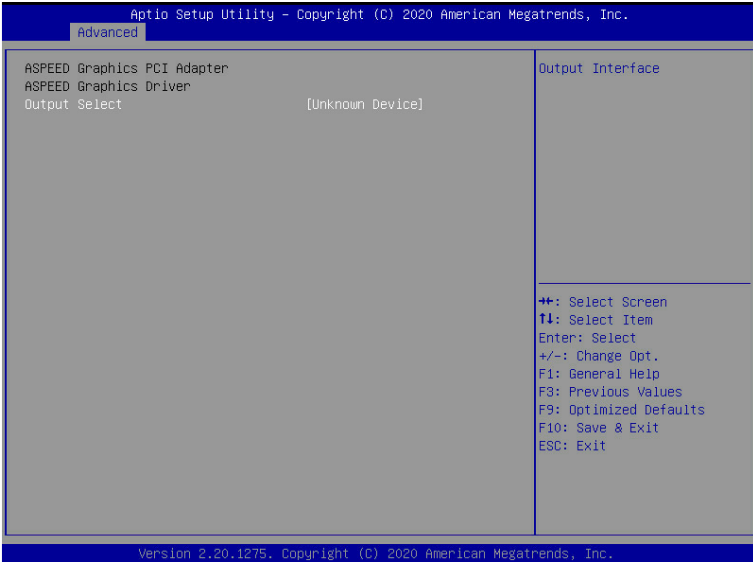 Aptio Setup Utility – Copyright (C) 2020 American Megatrends, Inc.
Advanced
ASPEED Graphics PCI Adapter
ASPEED Graphics Driver
Output Select [Unknown Device]
Output Interface
→←: Select Screen
↑↓: Select Item
Enter: Select
+/-: Change Opt.
F1: General Help
F3: Previous Values
F9: Optimized Defaults
F10: Save & Exit
ESC: Exit
Version 2.20.1275. Copyright (C) 2020 American Megatrends, Inc.